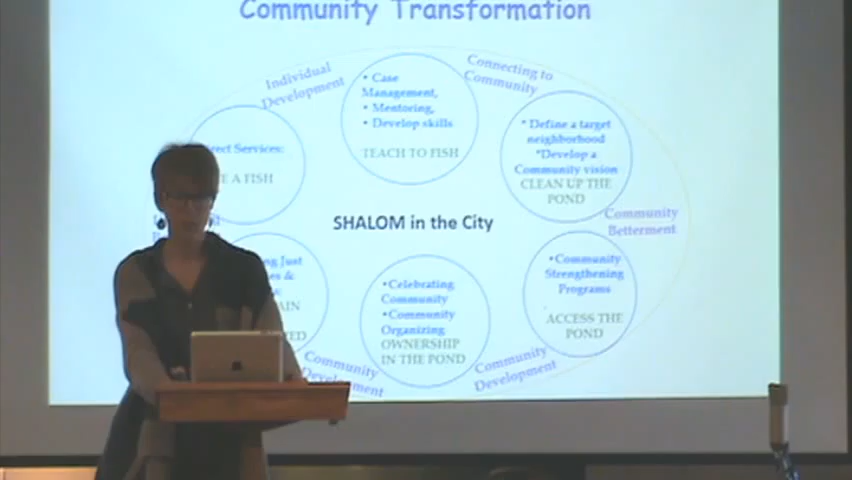 Community Transformation
Individual
Development
• Case
Management,
• Mentoring,
• Develop skills
TEACH TO FISH
Connecting to
Community
* Define a target
neighborhood
*Develop a
Community vision
CLEAN UP THE
POND
Community
Betterment
•Community
Strengthening
Programs
ACCESS THE
POND
Community
Development
•Celebrating
Community
•Community
Organizing
OWNERSHIP
IN THE POND
Community
Development
Services:
A FISH
Just
&
SHALOM in the City